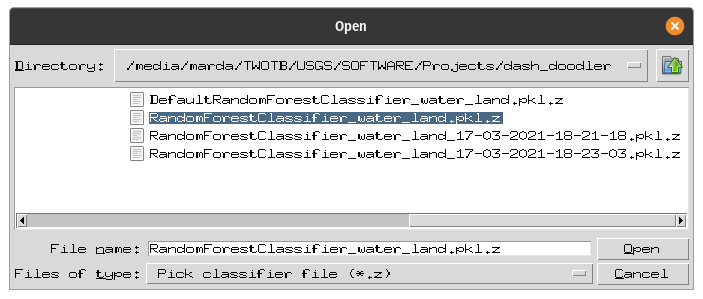 Open
Directory: /media/marda/TWOTB/USGS/SOFTWARE/Projects/dash_doodler
DefaultRandomForestClassifier_water_land.pkl.z
RandomForestClassifier_water_land.pkl.z
RandomForestClassifier_water_land_17-03-2021-18-21-18.pkl.z
RandomForestClassifier_water_land_17-03-2021-18-23-03.pkl.z
File name: RandomForestClassifier_water_land.pkl.z Open
Files of type: Pick classifier file (*.z) Cancel